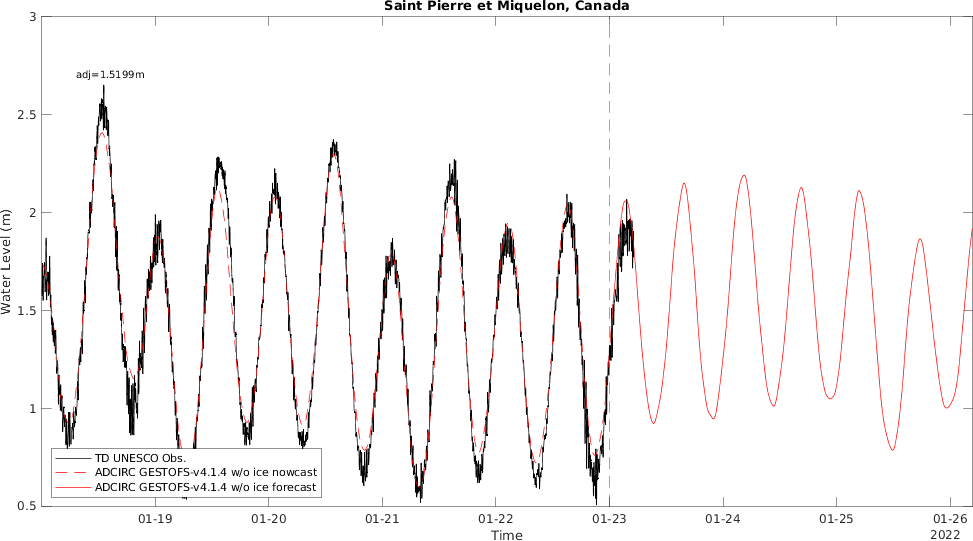 Saint Pierre et Miquelon, Canada
3
adj=1.5199m
2.5
2
1.5
1
0.5
Water Level (m)
TD UNESCO Obs.
ADCIRC GESTOFS-v4.1.4 w/o ice nowcast
ADCIRC GESTOFS-v4.1.4 w/o ice forecast
01-19 01-20 01-21 01-22 01-23 01-24 01-25 01-26
Time
2022